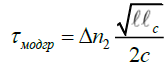 τ_модгр = Δn₂ √(ℓℓ_c) / 2c